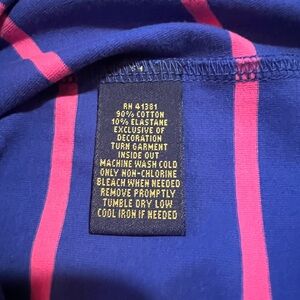 RN 41381
90% COTTON
10% ELASTANE
EXCLUSIVE OF
DECORATION
TURN GARMENT
INSIDE OUT
MACHINE WASH COLD
ONLY NON-CHLORINE
BLEACH WHEN NEEDED
REMOVE PROMPTLY
TUMBLE DRY LOW
COOL IRON IF NEEDED